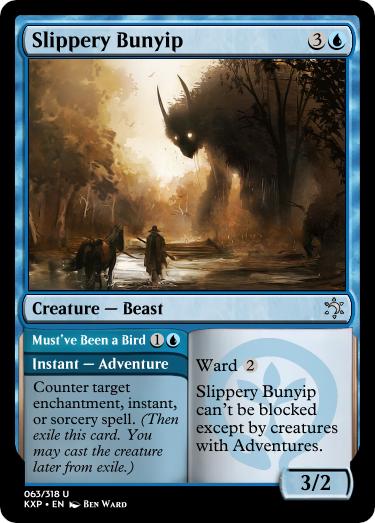 Slippery Bunyip 3
Creature — Beast
Must've Been a Bird 1
Instant — Adventure
Counter target
enchantment, instant,
or sorcery spell. (Then
exile this card. You
may cast the creature
later from exile.)
Ward 2
Slippery Bunyip
can't be blocked
except by creatures
with Adventures.
3/2
063/318 U
KXP • EN Ben Ward